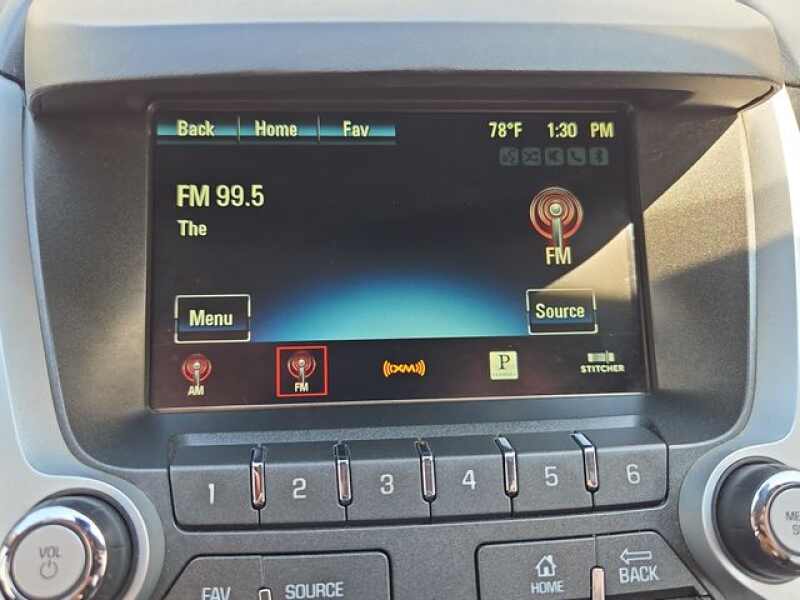 Back Home Fav 78°F 1:30 PM
FM 99.5
The
FM
Menu Source
AM FM XM P STITCHER
1 2 3 4 5 6
VOL
FAV SOURCE HOME BACK